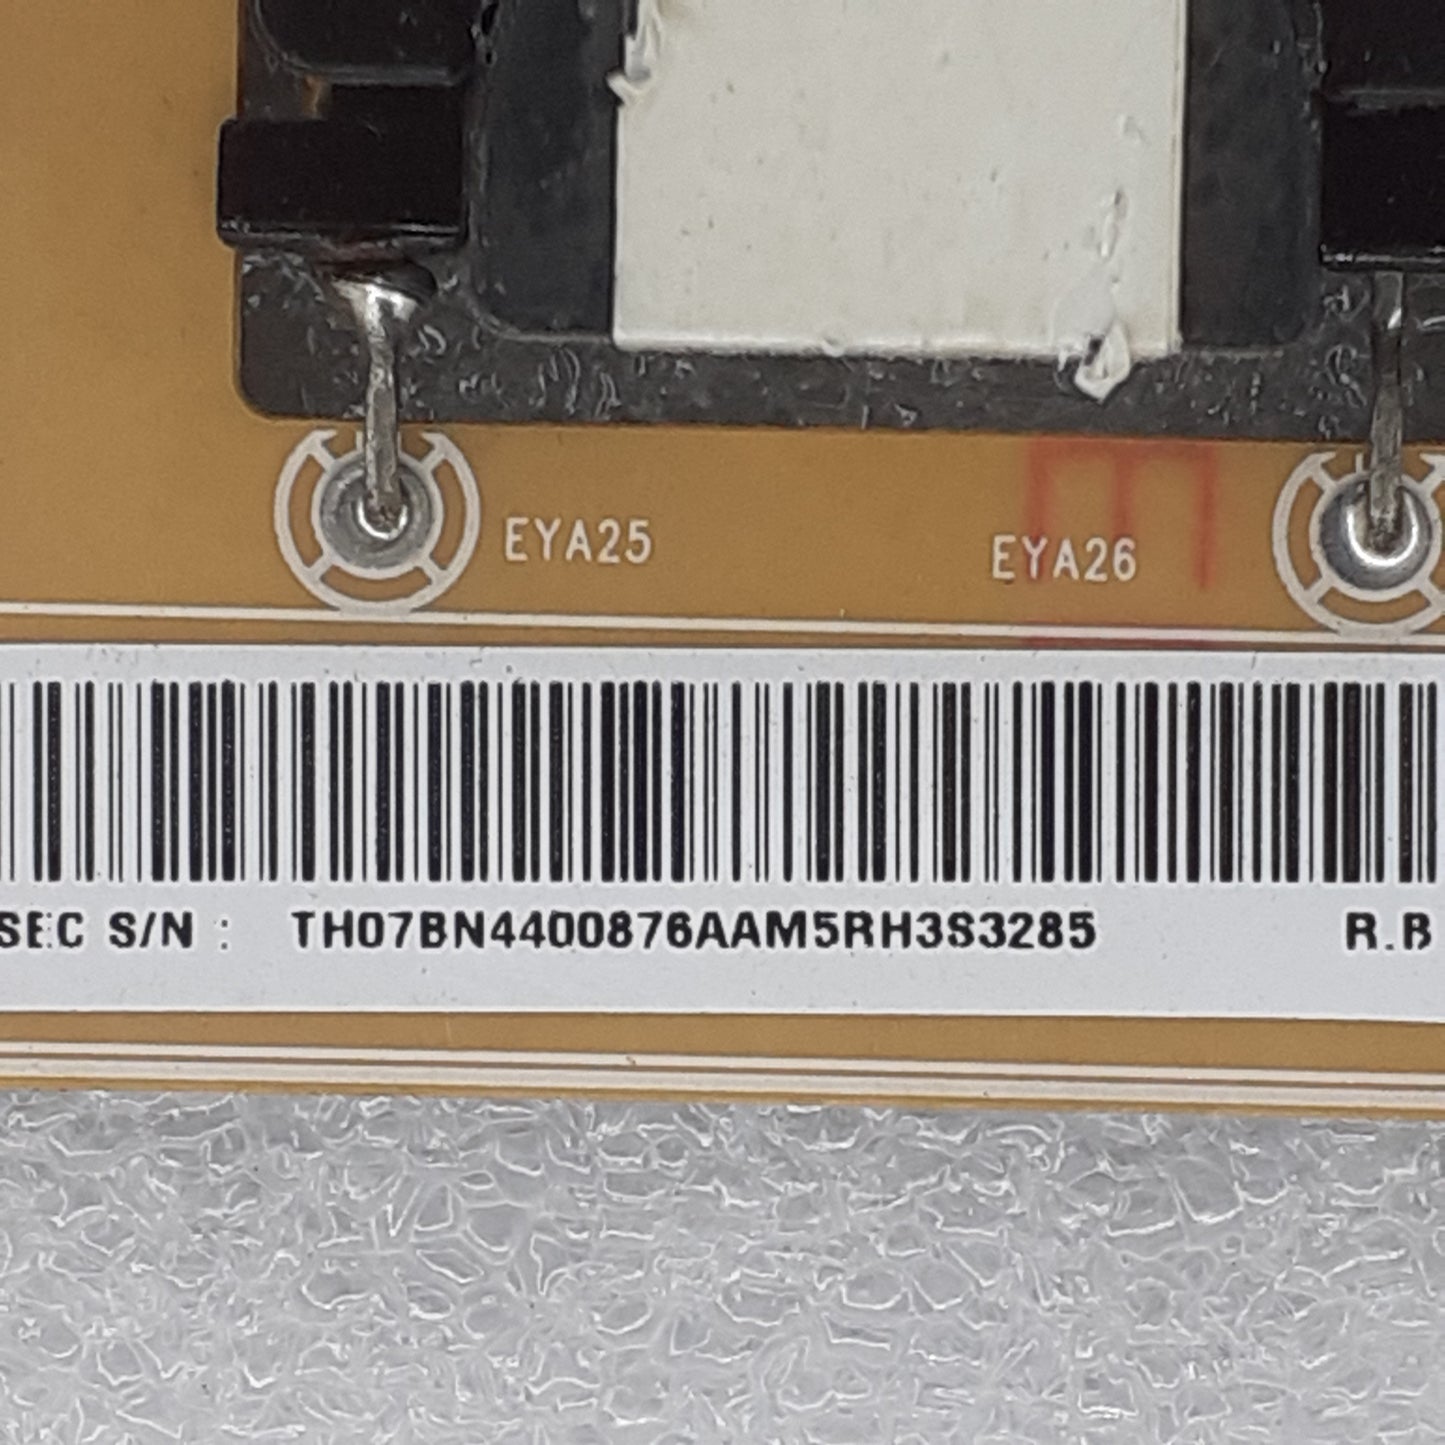 EYA25
EYA26
SEC S/N : TH07BN4400876AAM5RH3S3285 R.B